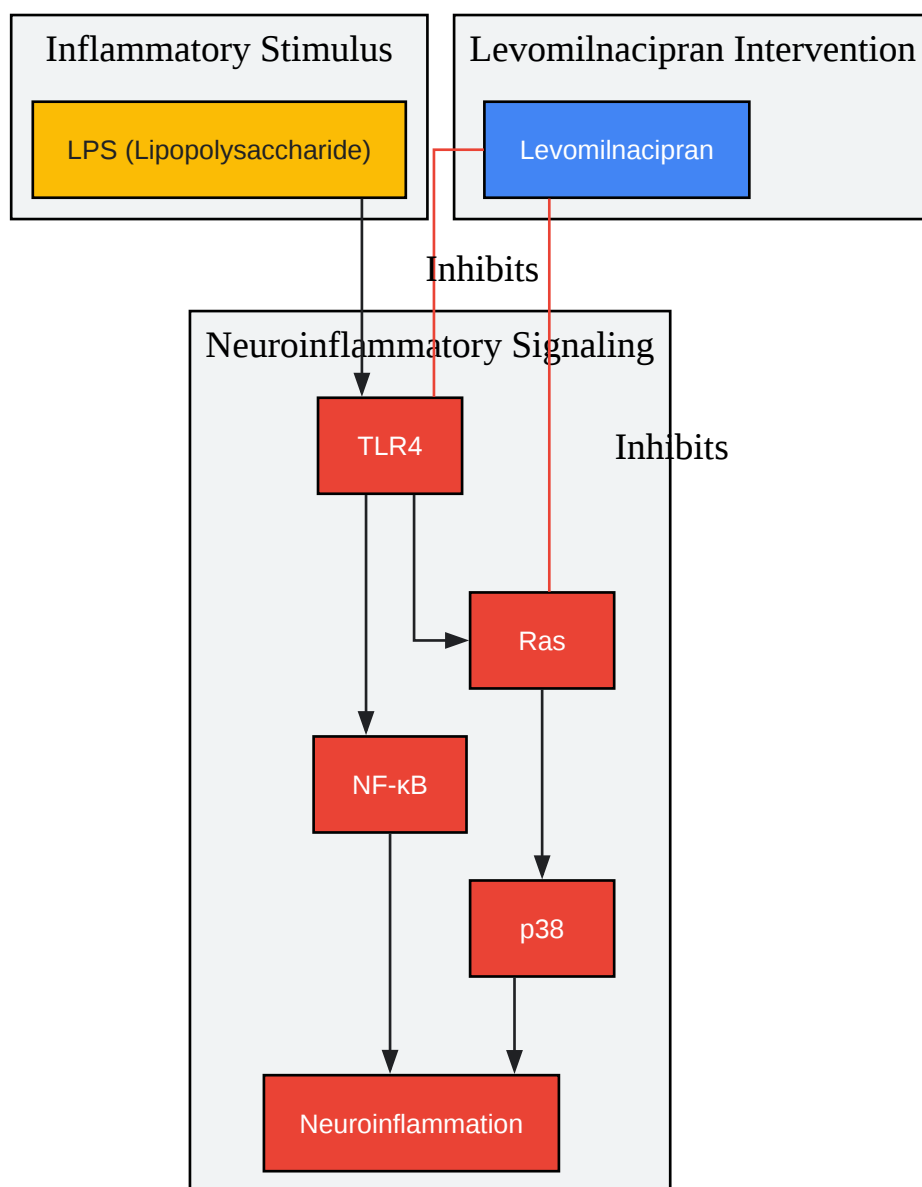 Inflammatory Stimulus
Levomilnacipran Intervention
LPS (Lipopolysaccharide)
Levomilnacipran
Inhibits
Neuroinflammatory Signaling
TLR4
Inhibits
Ras
NF-κB
p38
Neuroinflammation